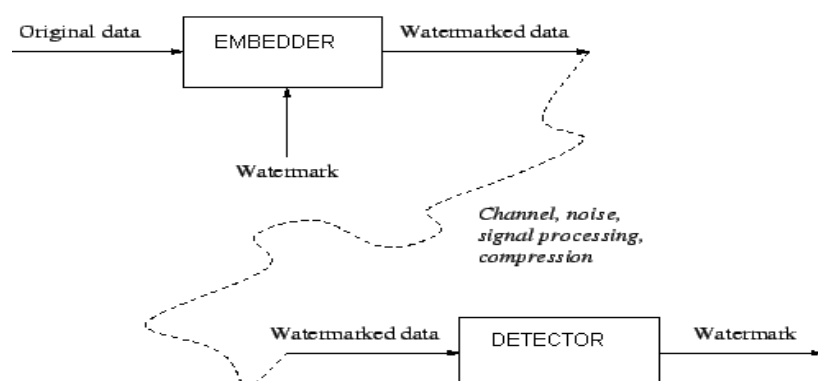 Original data
EMBEDDER
Watermarked data
Watermark
Channel, noise,
signal processing,
compression
Watermarked data
DETECTOR
Watermark